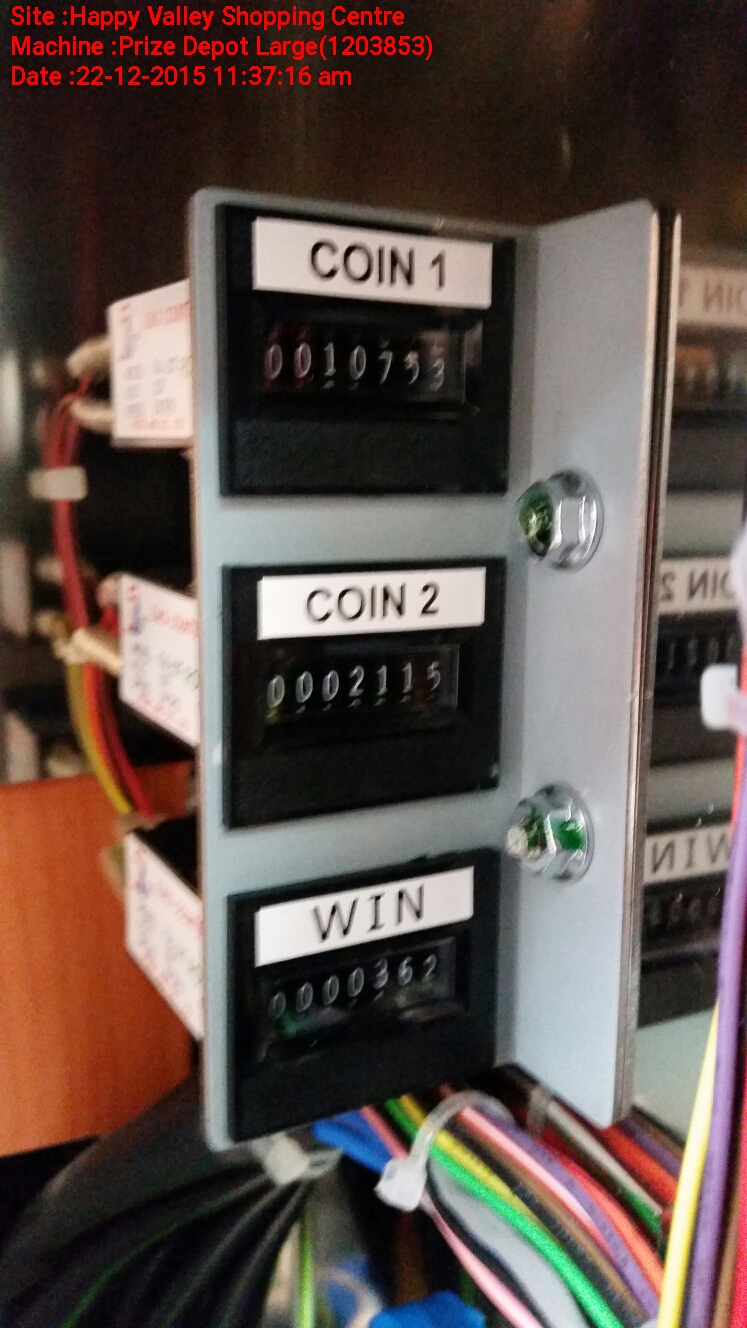 Site :Happy Valley Shopping Centre
Machine :Prize Depot Large(1203853)
Date :22-12-2015 11:37:16 am
COIN 1
0010753
COIN 2
0002115
WIN
0000362